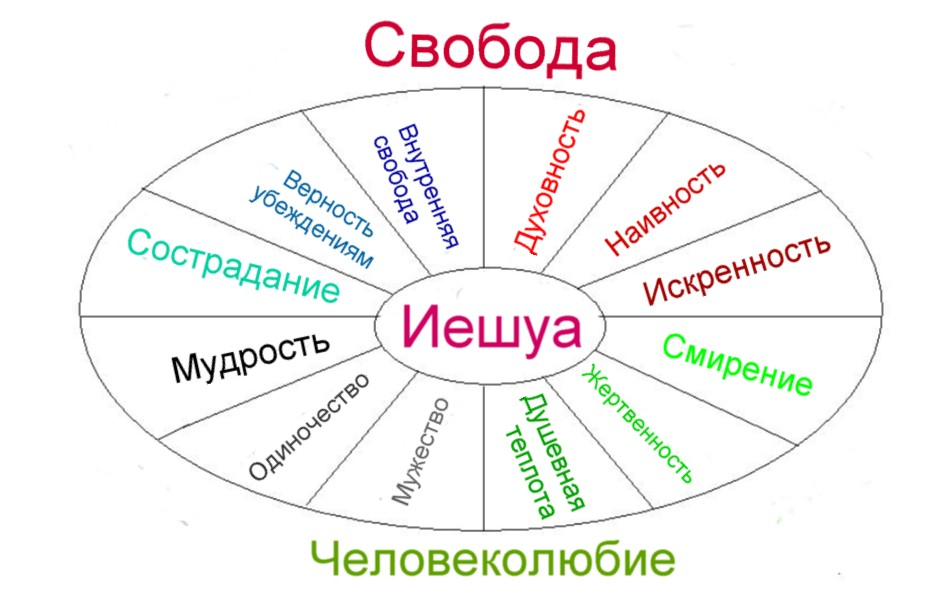 Свобода
Внутренняя
свобода
Духовность
Верность
убеждениям
Наивность
Сострадание
Искренность
Иешуа
Мудрость
Смирение
Одиночество
Мужество
Душевная
теплота
Жертвенность
Человеколюбие